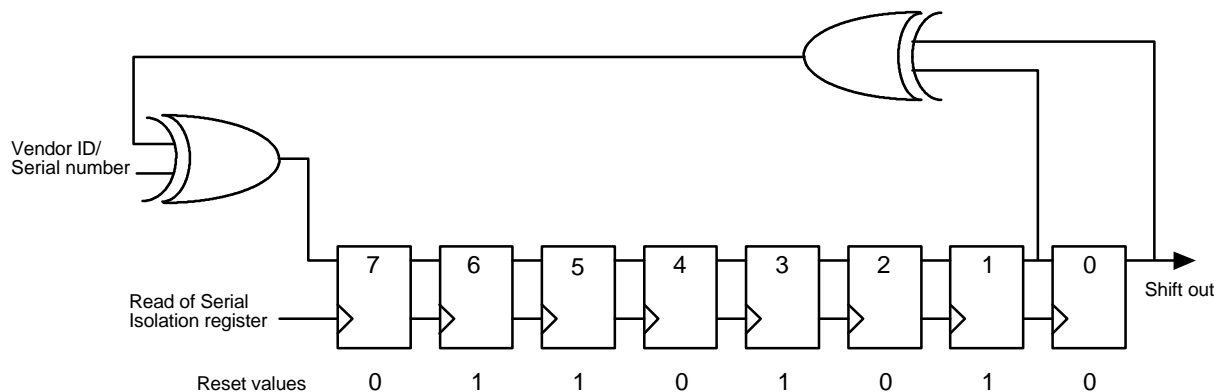 Vendor ID/
Serial number
7 6 5 4 3 2 1 0
Shift out
Read of Serial
Isolation register
Reset values 0 1 1 0 1 0 1 0